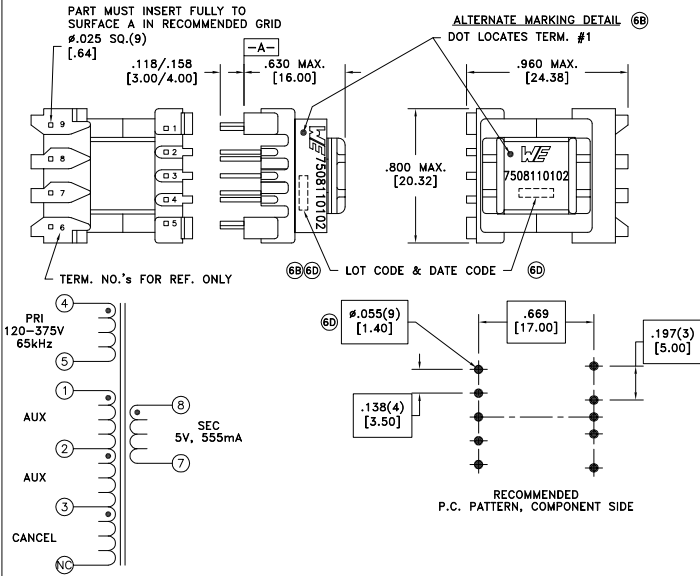 PART MUST INSERT FULLY TO
SURFACE A IN RECOMMENDED GRID
ø.025 SQ.(9)
[.64]
.118/.158
[3.00/4.00]
-A-
.630 MAX.
[16.00]
ALTERNATE MARKING DETAIL 6B
DOT LOCATES TERM. #1
.960 MAX.
[24.38]
.800 MAX.
[20.32]
9
8
7
6
1
2
3
4
5
WE
7508110102
WE
7508110102
TERM. NO.'s FOR REF. ONLY
6B 6D LOT CODE & DATE CODE 6D
4
PRI
120-375V
65kHz
5
1
AUX
2
AUX
3
CANCEL
NC
8
SEC
5V, 555mA
7
6D
ø.055(9)
[1.40]
.669
[17.00]
.197(3)
[5.00]
.138(4)
[3.50]
RECOMMENDED
P.C. PATTERN, COMPONENT SIDE